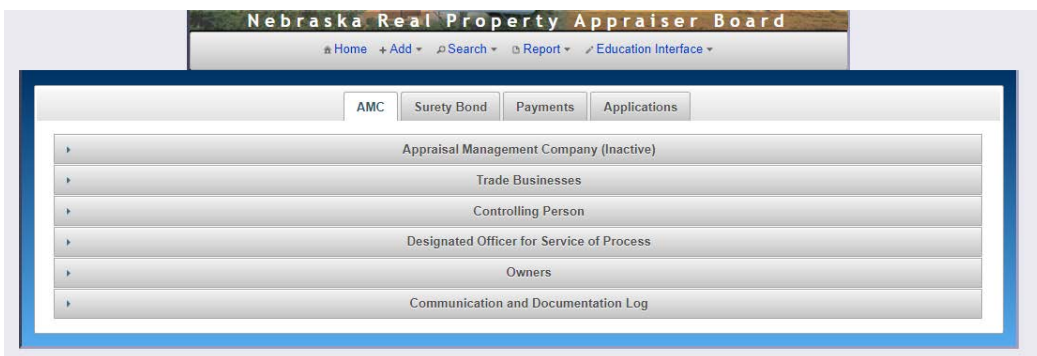 Nebraska Real Property Appraiser Board
Home Add Search Report Education Interface
AMC Surety Bond Payments Applications
Appraisal Management Company (Inactive)
Trade Businesses
Controlling Person
Designated Officer for Service of Process
Owners
Communication and Documentation Log